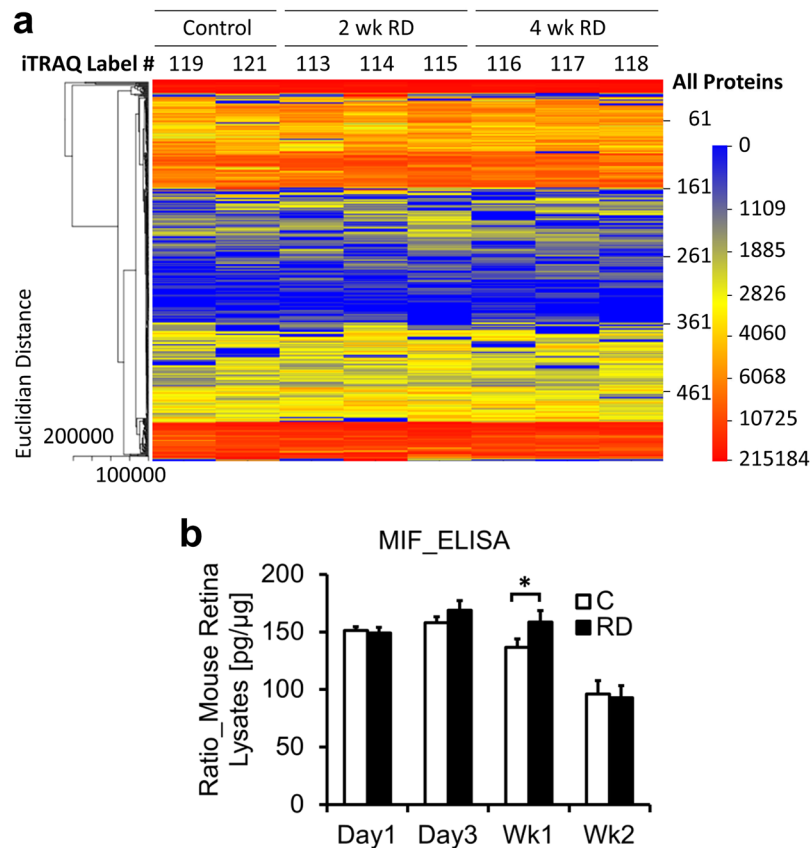 a
Control 2 wk RD 4 wk RD
iTRAQ Label # 119 121 113 114 115 116 117 118 All Proteins
61
161
261
361
461
0
1109
1885
2826
4060
6068
10725
215184
Euclidian Distance
200000
100000
b
MIF_ELISA
Ratio_Mouse Retina
Lysates [pg/µg]
200
150
100
50
0
*
C
RD
Day1 Day3 Wk1 Wk2